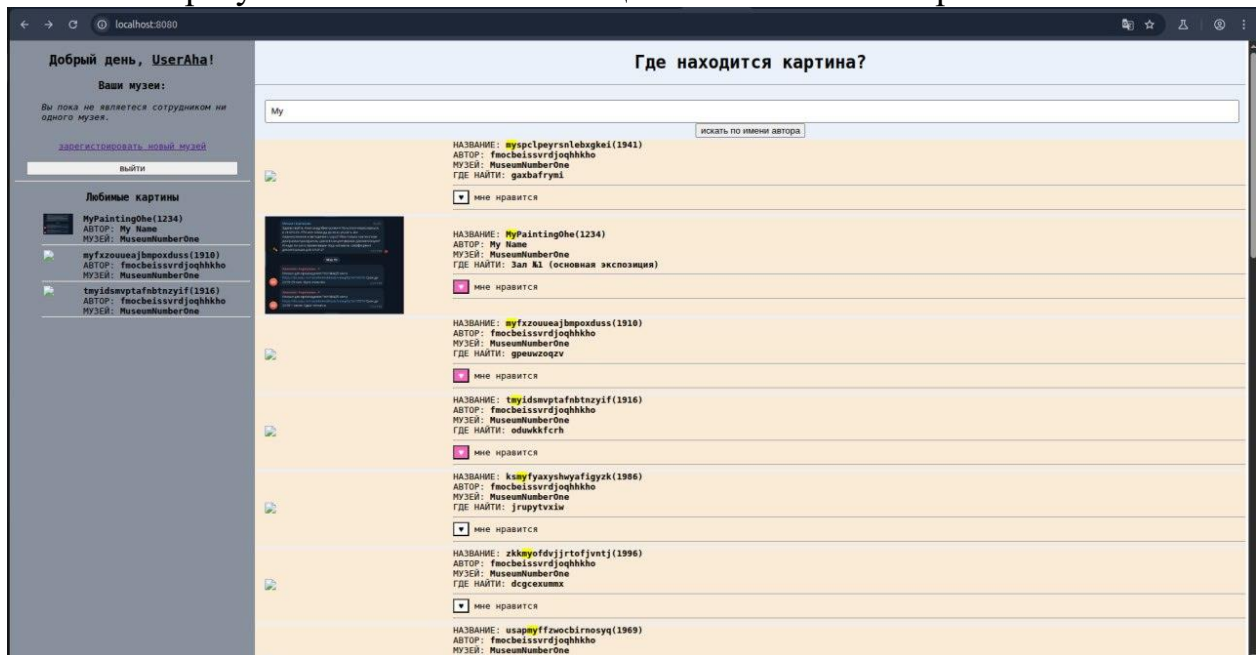 localhost:8080
Добрый день, UserAha!
Ваши музеи:
Вы пока не являетеся сотрудником ни
одного музея.
зарегистрировать новый музей
выйти
Любимые картины
MyPaintingOhe(1234)
АВТОР: My Name
МУЗЕЙ: MuseumNumberOne
myfxzouueajbmpoxduss(1910)
АВТОР: fmocbeissvrdjoqhhkho
МУЗЕЙ: MuseumNumberOne
tmyidsmvptafnbtnzyif(1916)
АВТОР: fmocbeissvrdjoqhhkho
МУЗЕЙ: MuseumNumberOne
Где находится картина?
My
искать по имени автора
НАЗВАНИЕ: myspclpeyrsnlebxgkei(1941)
АВТОР: fmocbeissvrdjoqhhkho
МУЗЕЙ: MuseumNumberOne
ГДЕ НАЙТИ: gaxbafrymi
мне нравится
НАЗВАНИЕ: MyPaintingOhe(1234)
АВТОР: My Name
МУЗЕЙ: MuseumNumberOne
ГДЕ НАЙТИ: Зал №1 (основная экспозиция)
мне нравится
НАЗВАНИЕ: myfxzouueajbmpoxduss(1910)
АВТОР: fmocbeissvrdjoqhhkho
МУЗЕЙ: MuseumNumberOne
ГДЕ НАЙТИ: gpeuwzoqzv
мне нравится
НАЗВАНИЕ: tmyidsmvptafnbtnzyif(1916)
АВТОР: fmocbeissvrdjoqhhkho
МУЗЕЙ: MuseumNumberOne
ГДЕ НАЙТИ: oduwkkfcrh
мне нравится
НАЗВАНИЕ: ksmyfyaxyshwyafigyzk(1986)
АВТОР: fmocbeissvrdjoqhhkho
МУЗЕЙ: MuseumNumberOne
ГДЕ НАЙТИ: jrupytvxiw
мне нравится
НАЗВАНИЕ: zkkmyofdvjjrtofjvntj(1996)
АВТОР: fmocbeissvrdjoqhhkho
МУЗЕЙ: MuseumNumberOne
ГДЕ НАЙТИ: dcgcexummx
мне нравится
НАЗВАНИЕ: usapmyffzwocbirnosyq(1969)
АВТОР: fmocbeissvrdjoqhhkho
МУЗЕЙ: MuseumNumberOne